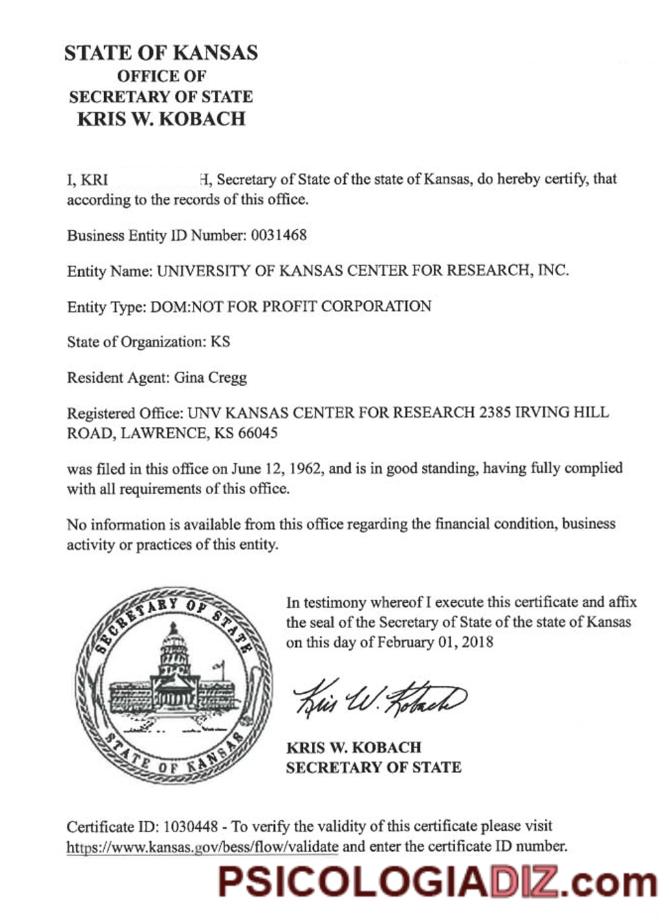 STATE OF KANSAS
OFFICE OF
SECRETARY OF STATE
KRIS W. KOBACH
I, KRI H, Secretary of State of the state of Kansas, do hereby certify, that
according to the records of this office.
Business Entity ID Number: 0031468
Entity Name: UNIVERSITY OF KANSAS CENTER FOR RESEARCH, INC.
Entity Type: DOM:NOT FOR PROFIT CORPORATION
State of Organization: KS
Resident Agent: Gina Cregg
Registered Office: UNV KANSAS CENTER FOR RESEARCH 2385 IRVING HILL
ROAD, LAWRENCE, KS 66045
was filed in this office on June 12, 1962, and is in good standing, having fully complied
with all requirements of this office.
No information is available from this office regarding the financial condition, business
activity or practices of this entity.
SECRETARY OF STATE
STATE OF KANSAS
In testimony whereof I execute this certificate and affix
the seal of the Secretary of State of the state of Kansas
on this day of February 01, 2018
Kris W. Kobach
KRIS W. KOBACH
SECRETARY OF STATE
Certificate ID: 1030448 - To verify the validity of this certificate please visit
https://www.kansas.gov/bess/flow/validate and enter the certificate ID number.
PSICOLOGIADIZ.com